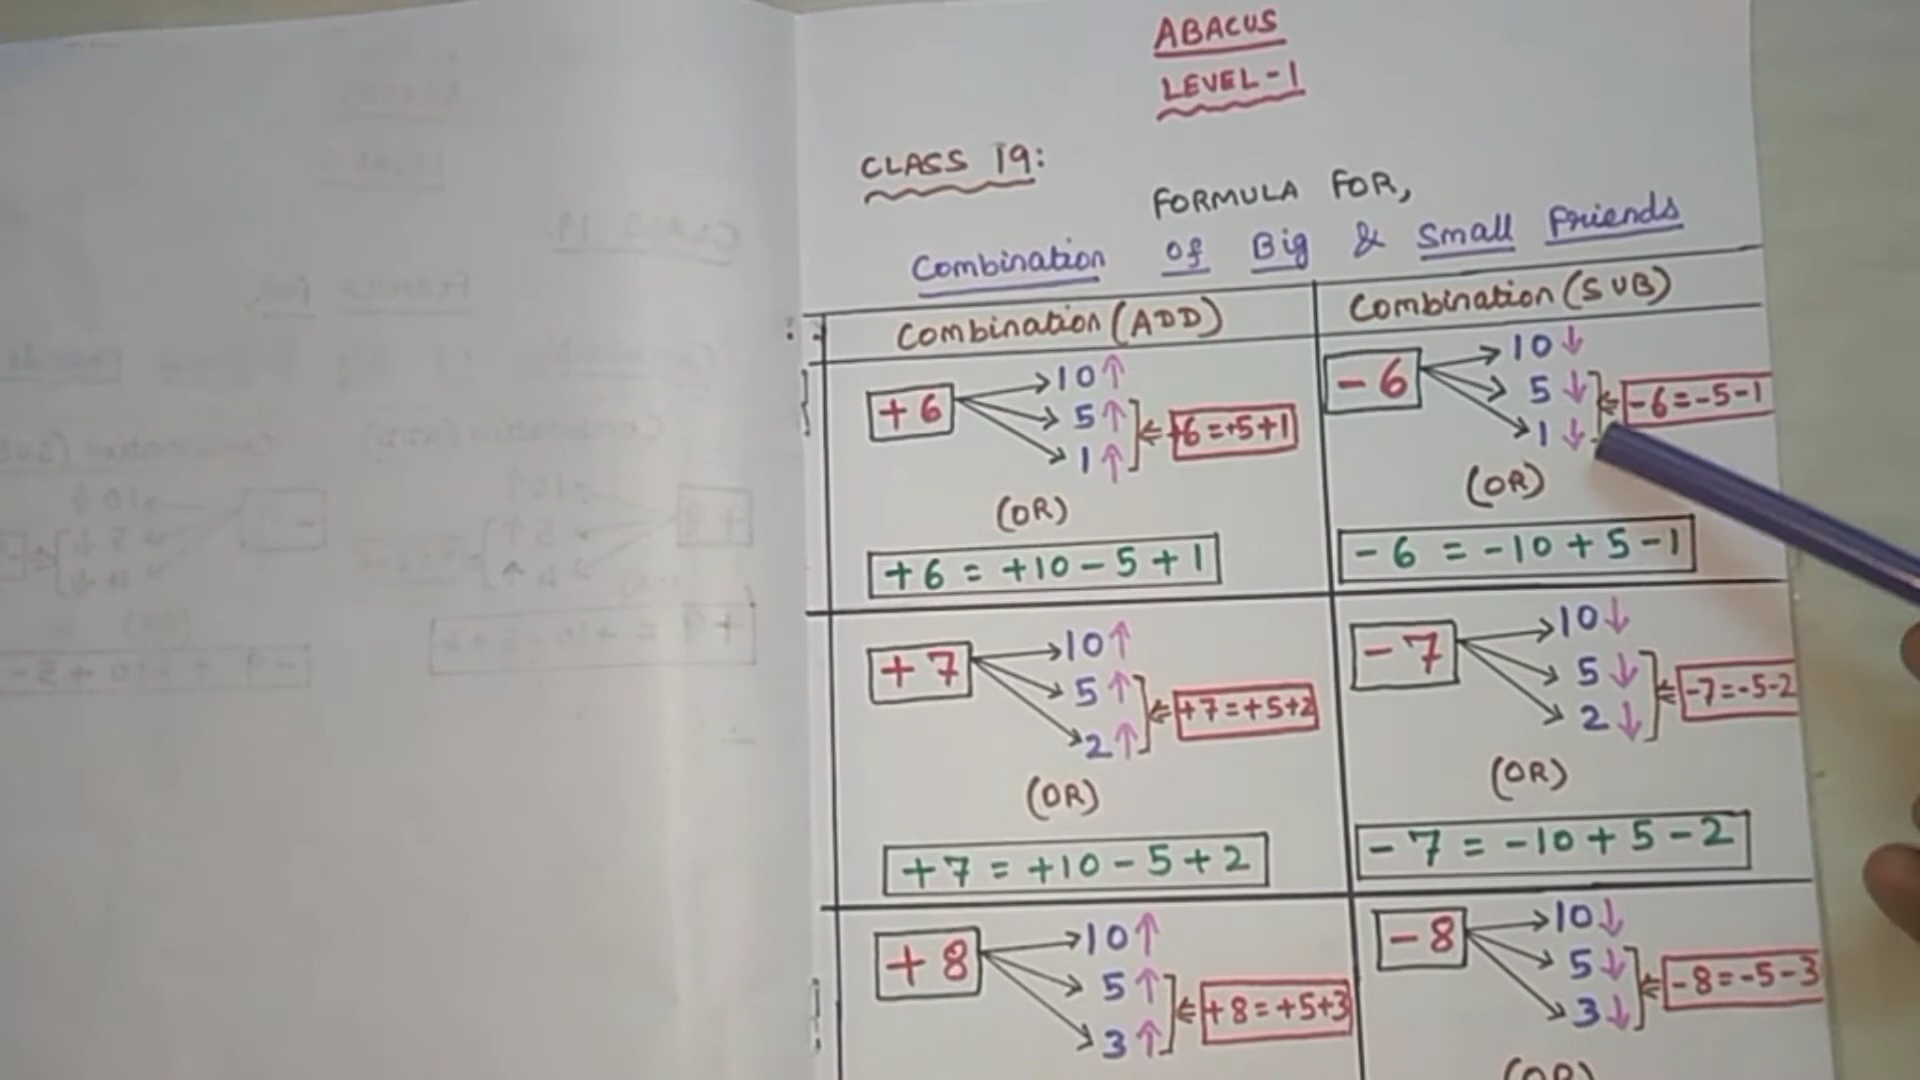 ABACUS
LEVEL-1
CLASS 19:
FORMULA FOR,
Combination of Big & Small Friends
Combination (ADD)
+6
10↑
5↑
1↑
+6=+5+1
(OR)
+6 = +10-5+1
Combination (SUB)
-6
10↓
5↓
1↓
-6=-5-1
(OR)
-6 = -10+5-1
+7
10↑
5↑
2↑
+7=+5+2
(OR)
+7 = +10-5+2
-7
10↓
5↓
2↓
-7=-5-2
(OR)
-7 = -10+5-2
+8
10↑
5↑
3↑
+8=+5+3
-8
10↓
5↓
3↓
-8=-5-3
(OR)